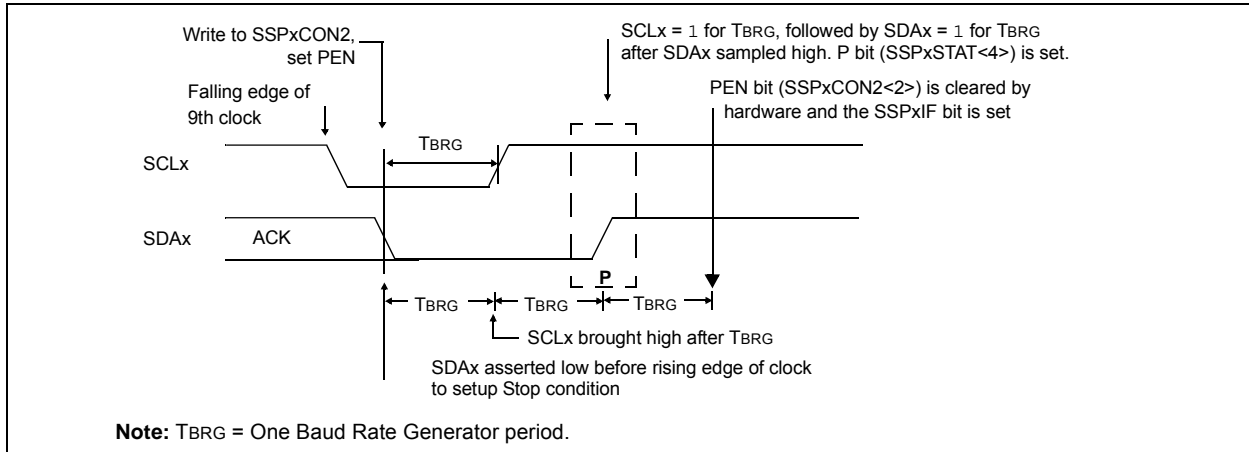 Write to SSPxCON2,
set PEN
SCLx = 1 for TBRG, followed by SDAx = 1 for TBRG
after SDAx sampled high. P bit (SSPxSTAT<4>) is set.
Falling edge of
9th clock
PEN bit (SSPxCON2<2>) is cleared by
hardware and the SSPxIF bit is set
TBRG
SCLx
SDAx
ACK
P
TBRG
TBRG
TBRG
SCLx brought high after TBRG
SDAx asserted low before rising edge of clock
to setup Stop condition
Note: TBRG = One Baud Rate Generator period.